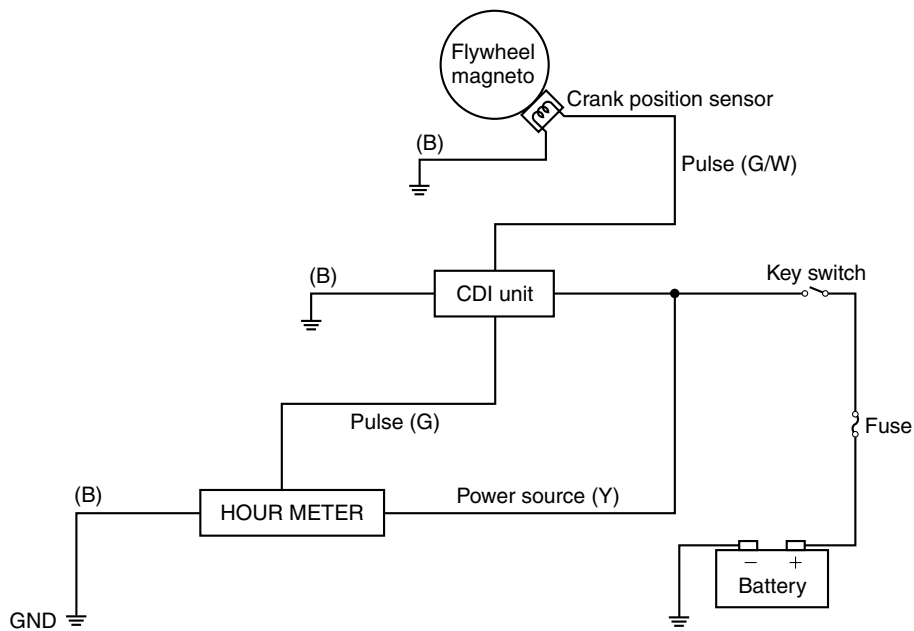 Flywheel
magneto
Crank position sensor
(B)
Pulse (G/W)
(B)
CDI unit
Key switch
Pulse (G)
Fuse
(B)
HOUR METER
Power source (Y)
− +
Battery
GND